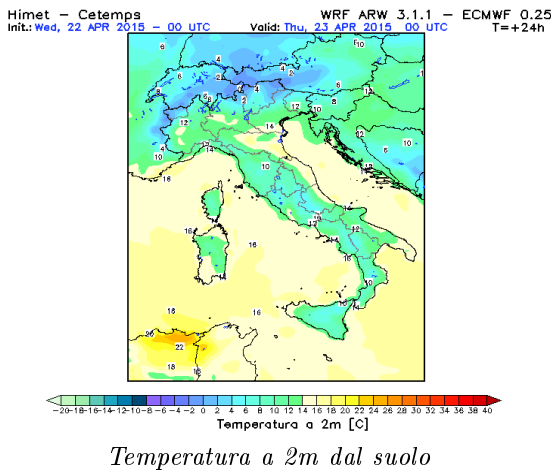 Himet – Cetemps WRF ARW 3.1.1 – ECMWF 0.25
Init.: Wed, 22 APR 2015 – 00 UTC Valid: Thu, 23 APR 2015 00 UTC T=+24h
-20-18-16-14-12-10-8 -6 -4 -2 0 2 4 6 8 10 12 14 16 18 20 22 24 26 28 30 32 34 36 38 40
Temperatura a 2m [C]
Temperatura a 2m dal suolo